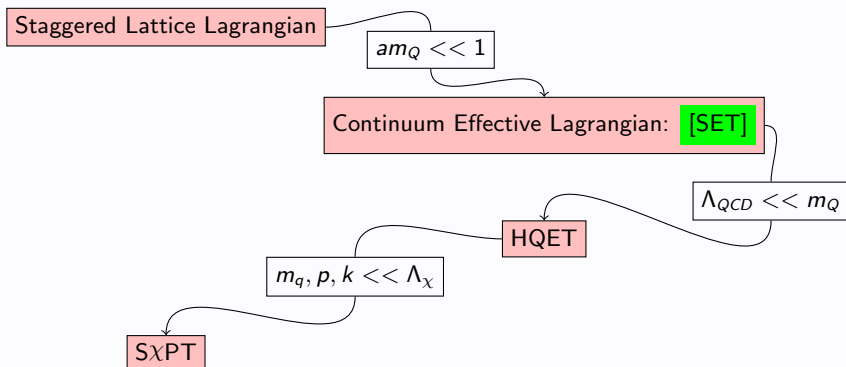 Staggered Lattice Lagrangian
am_Q << 1
Continuum Effective Lagrangian: [SET]
Λ_QCD << m_Q
HQET
m_q, p, k << Λ_χ
SχPT